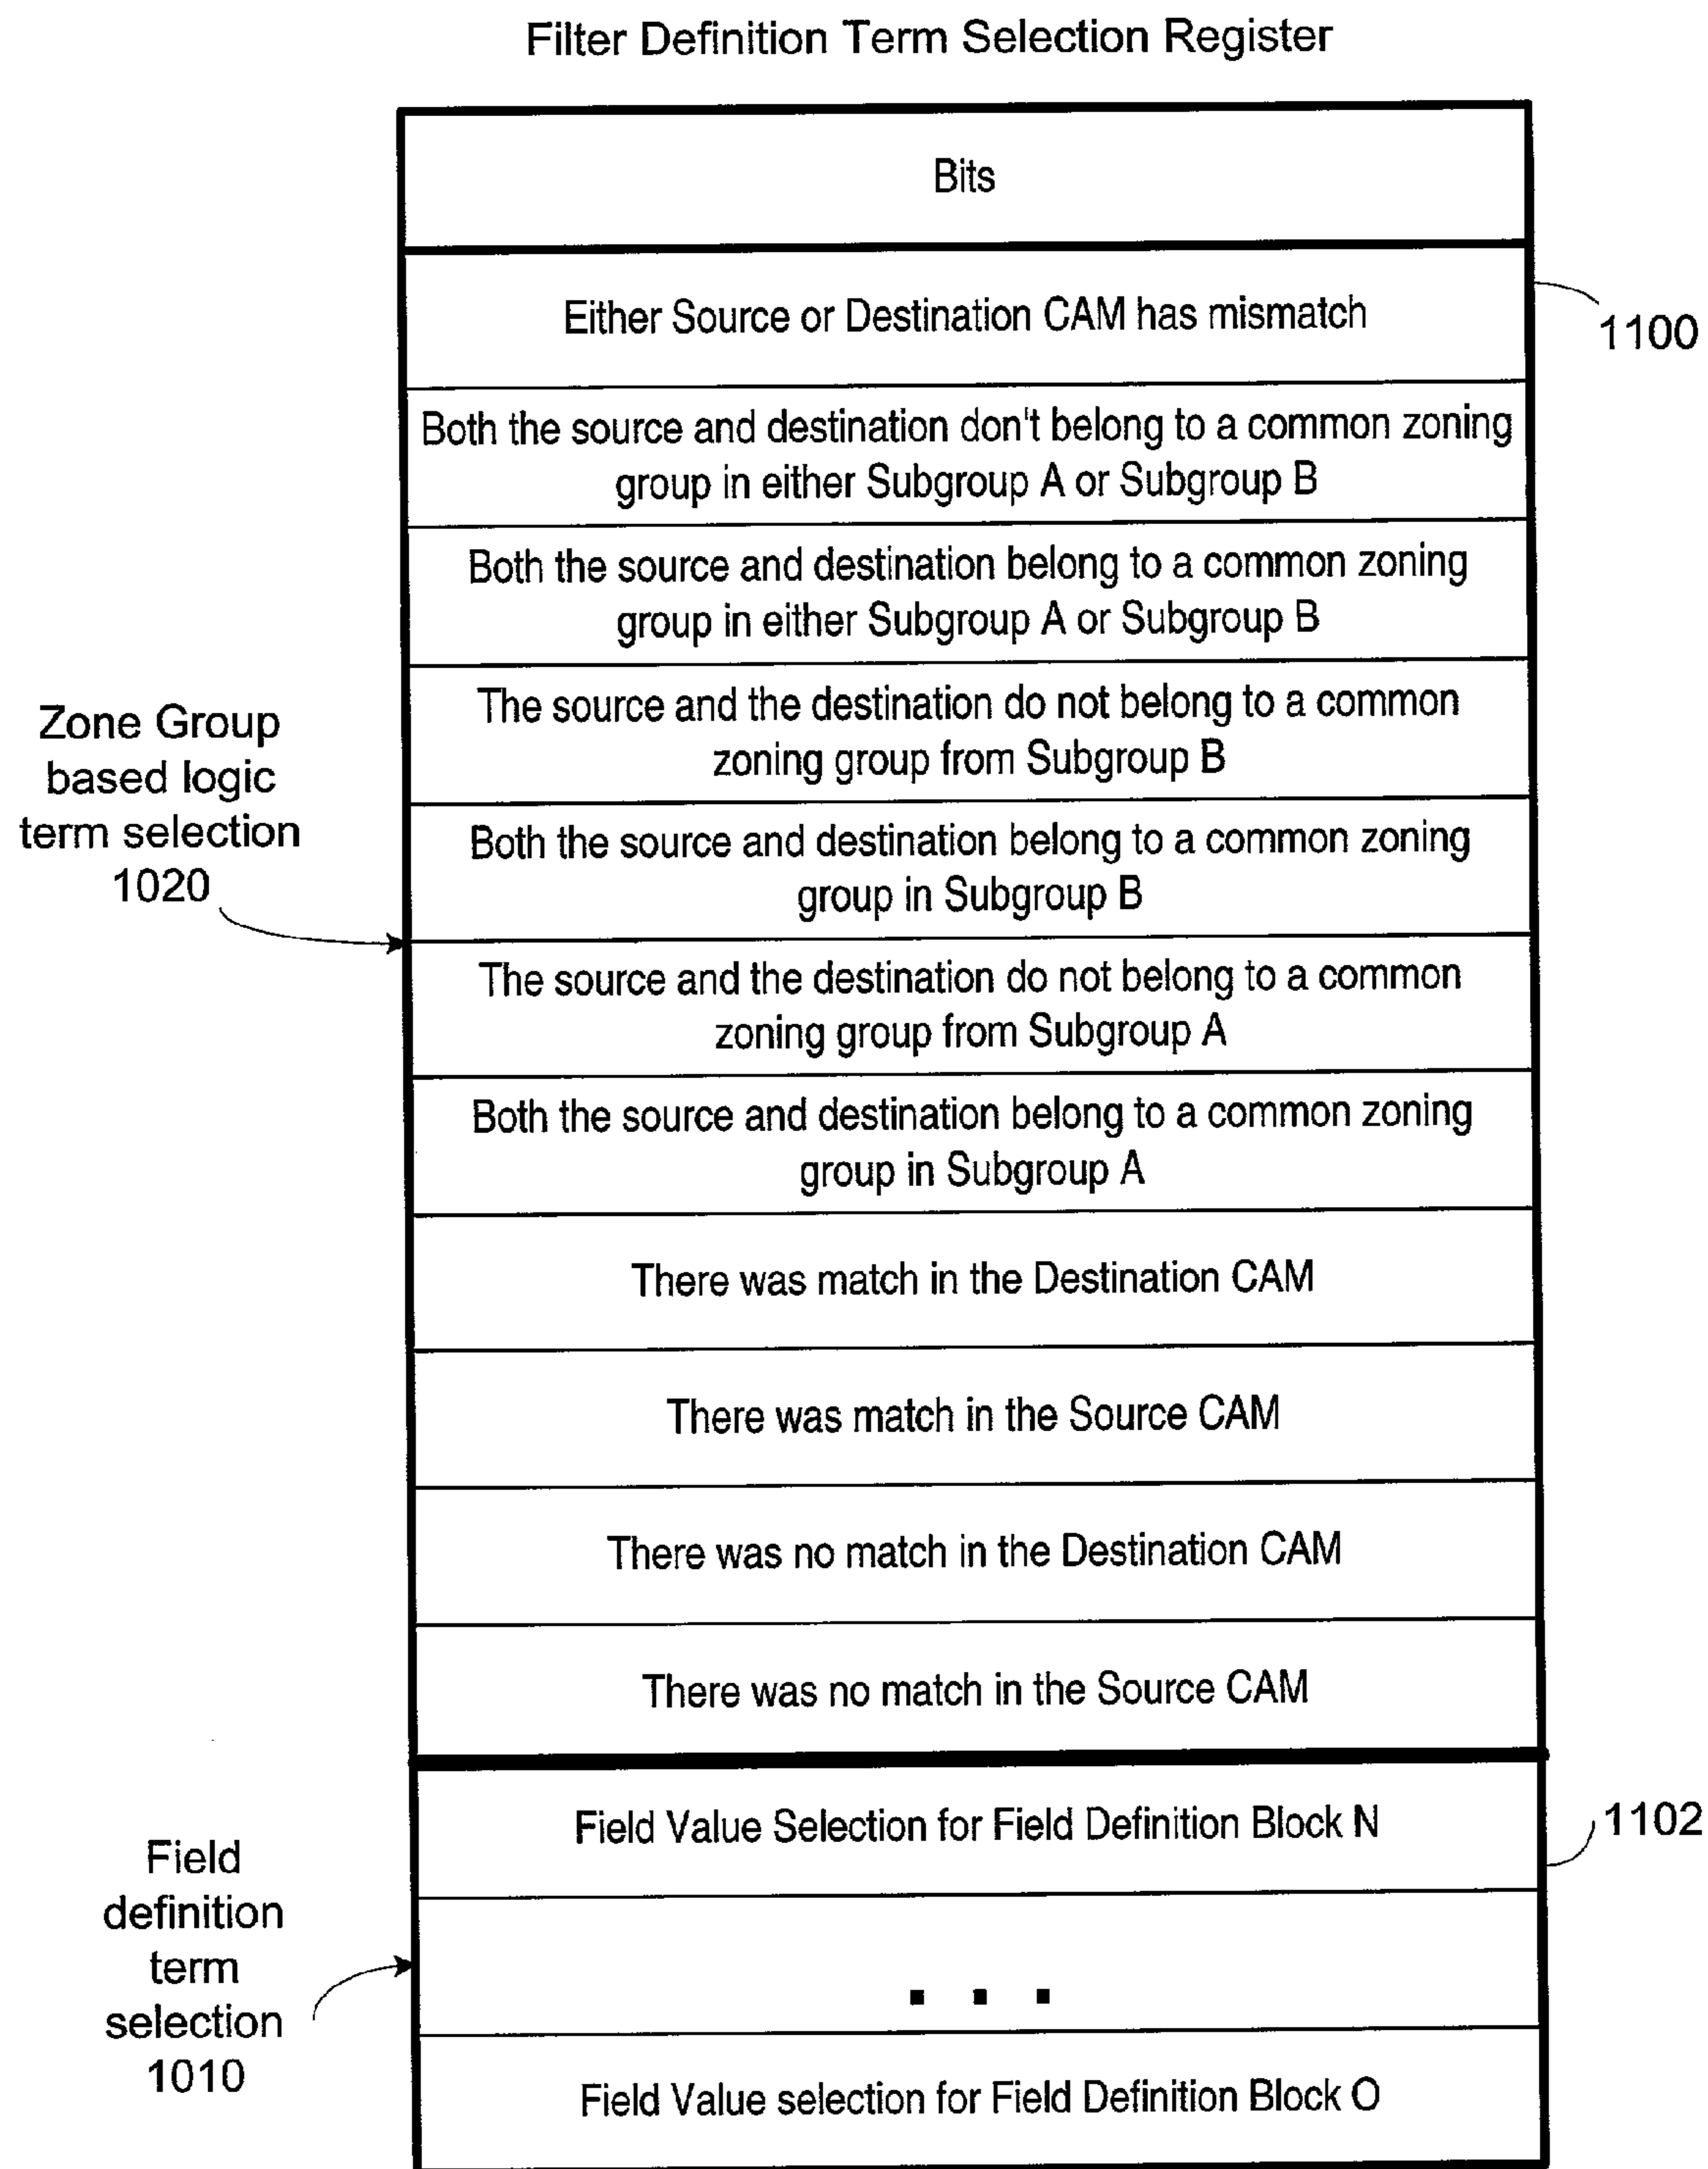 Filter Definition Term Selection Register
Bits
Either Source or Destination CAM has mismatch
1100
Both the source and destination don't belong to a common zoning
group in either Subgroup A or Subgroup B
Both the source and destination belong to a common zoning
group in either Subgroup A or Subgroup B
The source and the destination do not belong to a common
zoning group from Subgroup B
Zone Group
based logic
term selection
1020
Both the source and destination belong to a common zoning
group in Subgroup B
The source and the destination do not belong to a common
zoning group from Subgroup A
Both the source and destination belong to a common zoning
group in Subgroup A
There was match in the Destination CAM
There was match in the Source CAM
There was no match in the Destination CAM
There was no match in the Source CAM
Field Value Selection for Field Definition Block N
1102
Field
definition
term
selection
1010
. . .
Field Value selection for Field Definition Block O